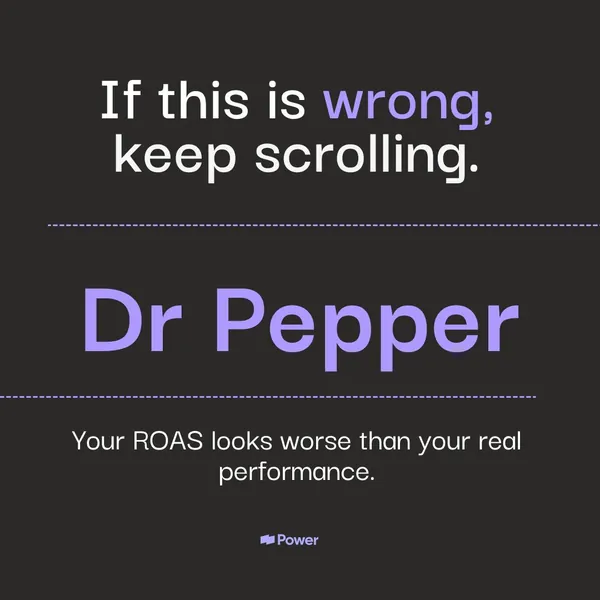 If this is wrong,
keep scrolling.
Dr Pepper
Your ROAS looks worse than your real
performance.
Power